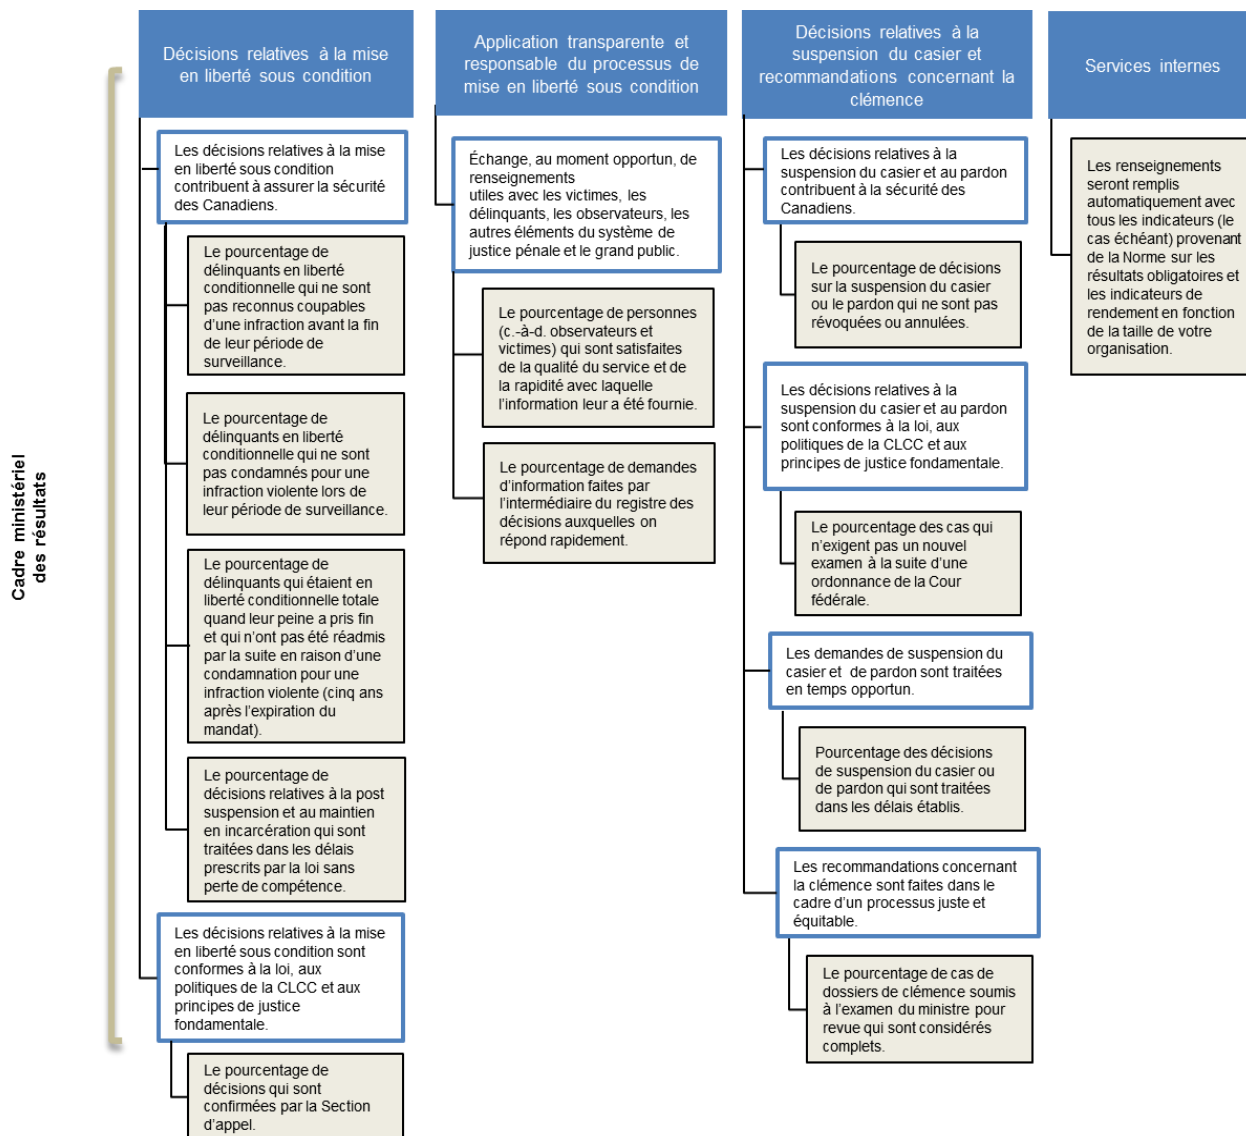 Cadre ministériel
des résultats
Décisions relatives à la mise
en liberté sous condition
Les décisions relatives à la mise
en liberté sous condition
contribuent à assurer la sécurité
des Canadiens.
Le pourcentage de
délinquants en liberté
conditionnelle qui ne sont
pas reconnus coupables
d'une infraction avant la fin
de leur période de
surveillance.
Le pourcentage de
délinquants en liberté
conditionnelle qui ne sont
pas condamnés pour une
infraction violente lors de
leur période de surveillance.
Le pourcentage de
délinquants qui étaient en
liberté conditionnelle totale
quand leur peine a pris fin
et qui n'ont pas été réadmis
par la suite en raison d'une
condamnation pour une
infraction violente (cinq ans
après l'expiration du
mandat).
Le pourcentage de
décisions relatives à la post
suspension et au maintien
en incarcération qui sont
traitées dans les délais
prescrits par la loi sans
perte de compétence.
Les décisions relatives à la mise
en liberté sous condition sont
conformes à la loi, aux
politiques de la CLCC et aux
principes de justice
fondamentale.
Le pourcentage de
décisions qui sont
confirmées par la Section
d'appel.
Application transparente et
responsable du processus de
mise en liberté sous condition
Échange, au moment opportun, de
renseignements
utiles avec les victimes, les
délinquants, les observateurs, les
autres éléments du système de
justice pénale et le grand public.
Le pourcentage de personnes
(c.-à-d. observateurs et
victimes) qui sont satisfaites
de la qualité du service et de
la rapidité avec laquelle
l'information leur a été fournie.
Le pourcentage de demandes
d'information faites par
l'intermédiaire du registre des
décisions auxquelles on
répond rapidement.
Décisions relatives à la
suspension du casier et
recommandations concernant la
clémence
Les décisions relatives à la
suspension du casier et au pardon
contribuent à la sécurité des
Canadiens.
Le pourcentage de décisions
sur la suspension du casier
ou le pardon qui ne sont pas
révoquées ou annulées.
Les décisions relatives à la
suspension du casier et au pardon
sont conformes à la loi, aux
politiques de la CLCC et aux
principes de justice fondamentale.
Le pourcentage des cas qui
n'exigent pas un nouvel
examen à la suite d'une
ordonnance de la Cour
fédérale.
Les demandes de suspension du
casier et de pardon sont traitées
en temps opportun.
Pourcentage des décisions
de suspension du casier ou
de pardon qui sont traitées
dans les délais établis.
Les recommandations concernant
la clémence sont faites dans le
cadre d'un processus juste et
équitable.
Le pourcentage de cas de
dossiers de clémence soumis
à l'examen du ministre pour
revue qui sont considérés
complets.
Services internes
Les renseignements
seront remplis
automatiquement avec
tous les indicateurs (le
cas échéant) provenant
de la Norme sur les
résultats obligatoires et
les indicateurs de
rendement en fonction
de la taille de votre
organisation.